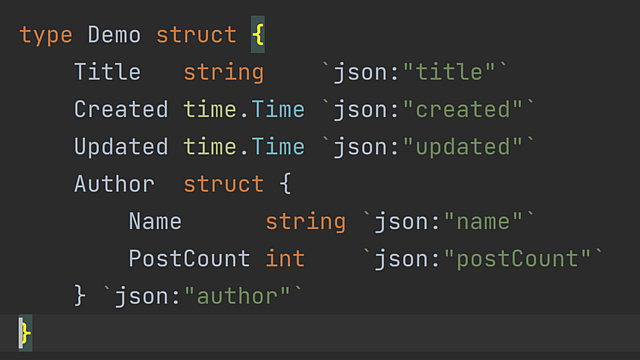 type Demo struct {
    Title   string    `json:"title"`
    Created time.Time `json:"created"`
    Updated time.Time `json:"updated"`
    Author  struct {
        Name      string `json:"name"`
        PostCount int    `json:"postCount"`
    } `json:"author"`
}